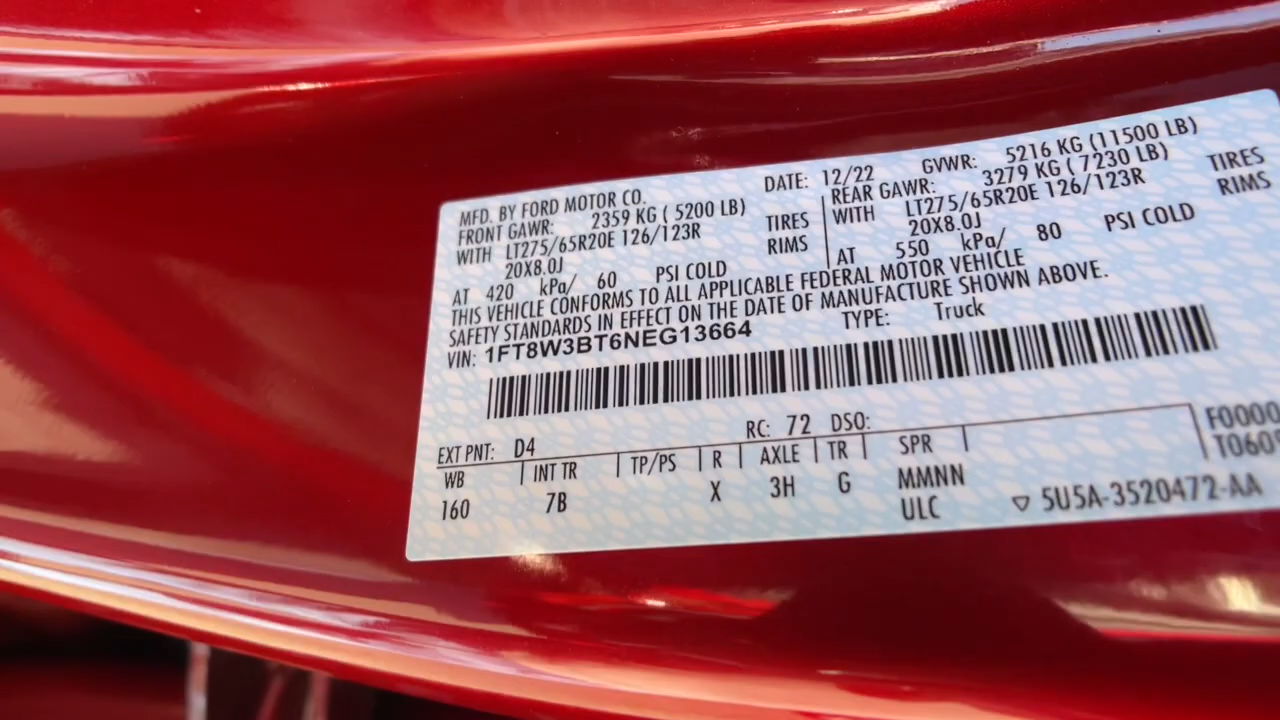 MFD. BY FORD MOTOR CO.
DATE: 12/22 GVWR: 5216 KG (11500 LB)
FRONT GAWR: 2359 KG ( 5200 LB)
REAR GAWR: 3279 KG ( 7230 LB)
WITH LT275/65R20E 126/123R TIRES
WITH LT275/65R20E 126/123R TIRES
20X8.0J RIMS
20X8.0J RIMS
AT 420 kPa/ 60 PSI COLD
AT 550 kPa/ 80 PSI COLD
THIS VEHICLE CONFORMS TO ALL APPLICABLE FEDERAL MOTOR VEHICLE
SAFETY STANDARDS IN EFFECT ON THE DATE OF MANUFACTURE SHOWN ABOVE.
VIN: 1FT8W3BT6NEG13664 TYPE: Truck
EXT PNT: D4 RC: 72 DSO:
WB INT TR TP/PS R AXLE TR SPR
160 7B X 3H G MMNN
ULC
F0000
T060
▽ 5U5A-3520472-AA